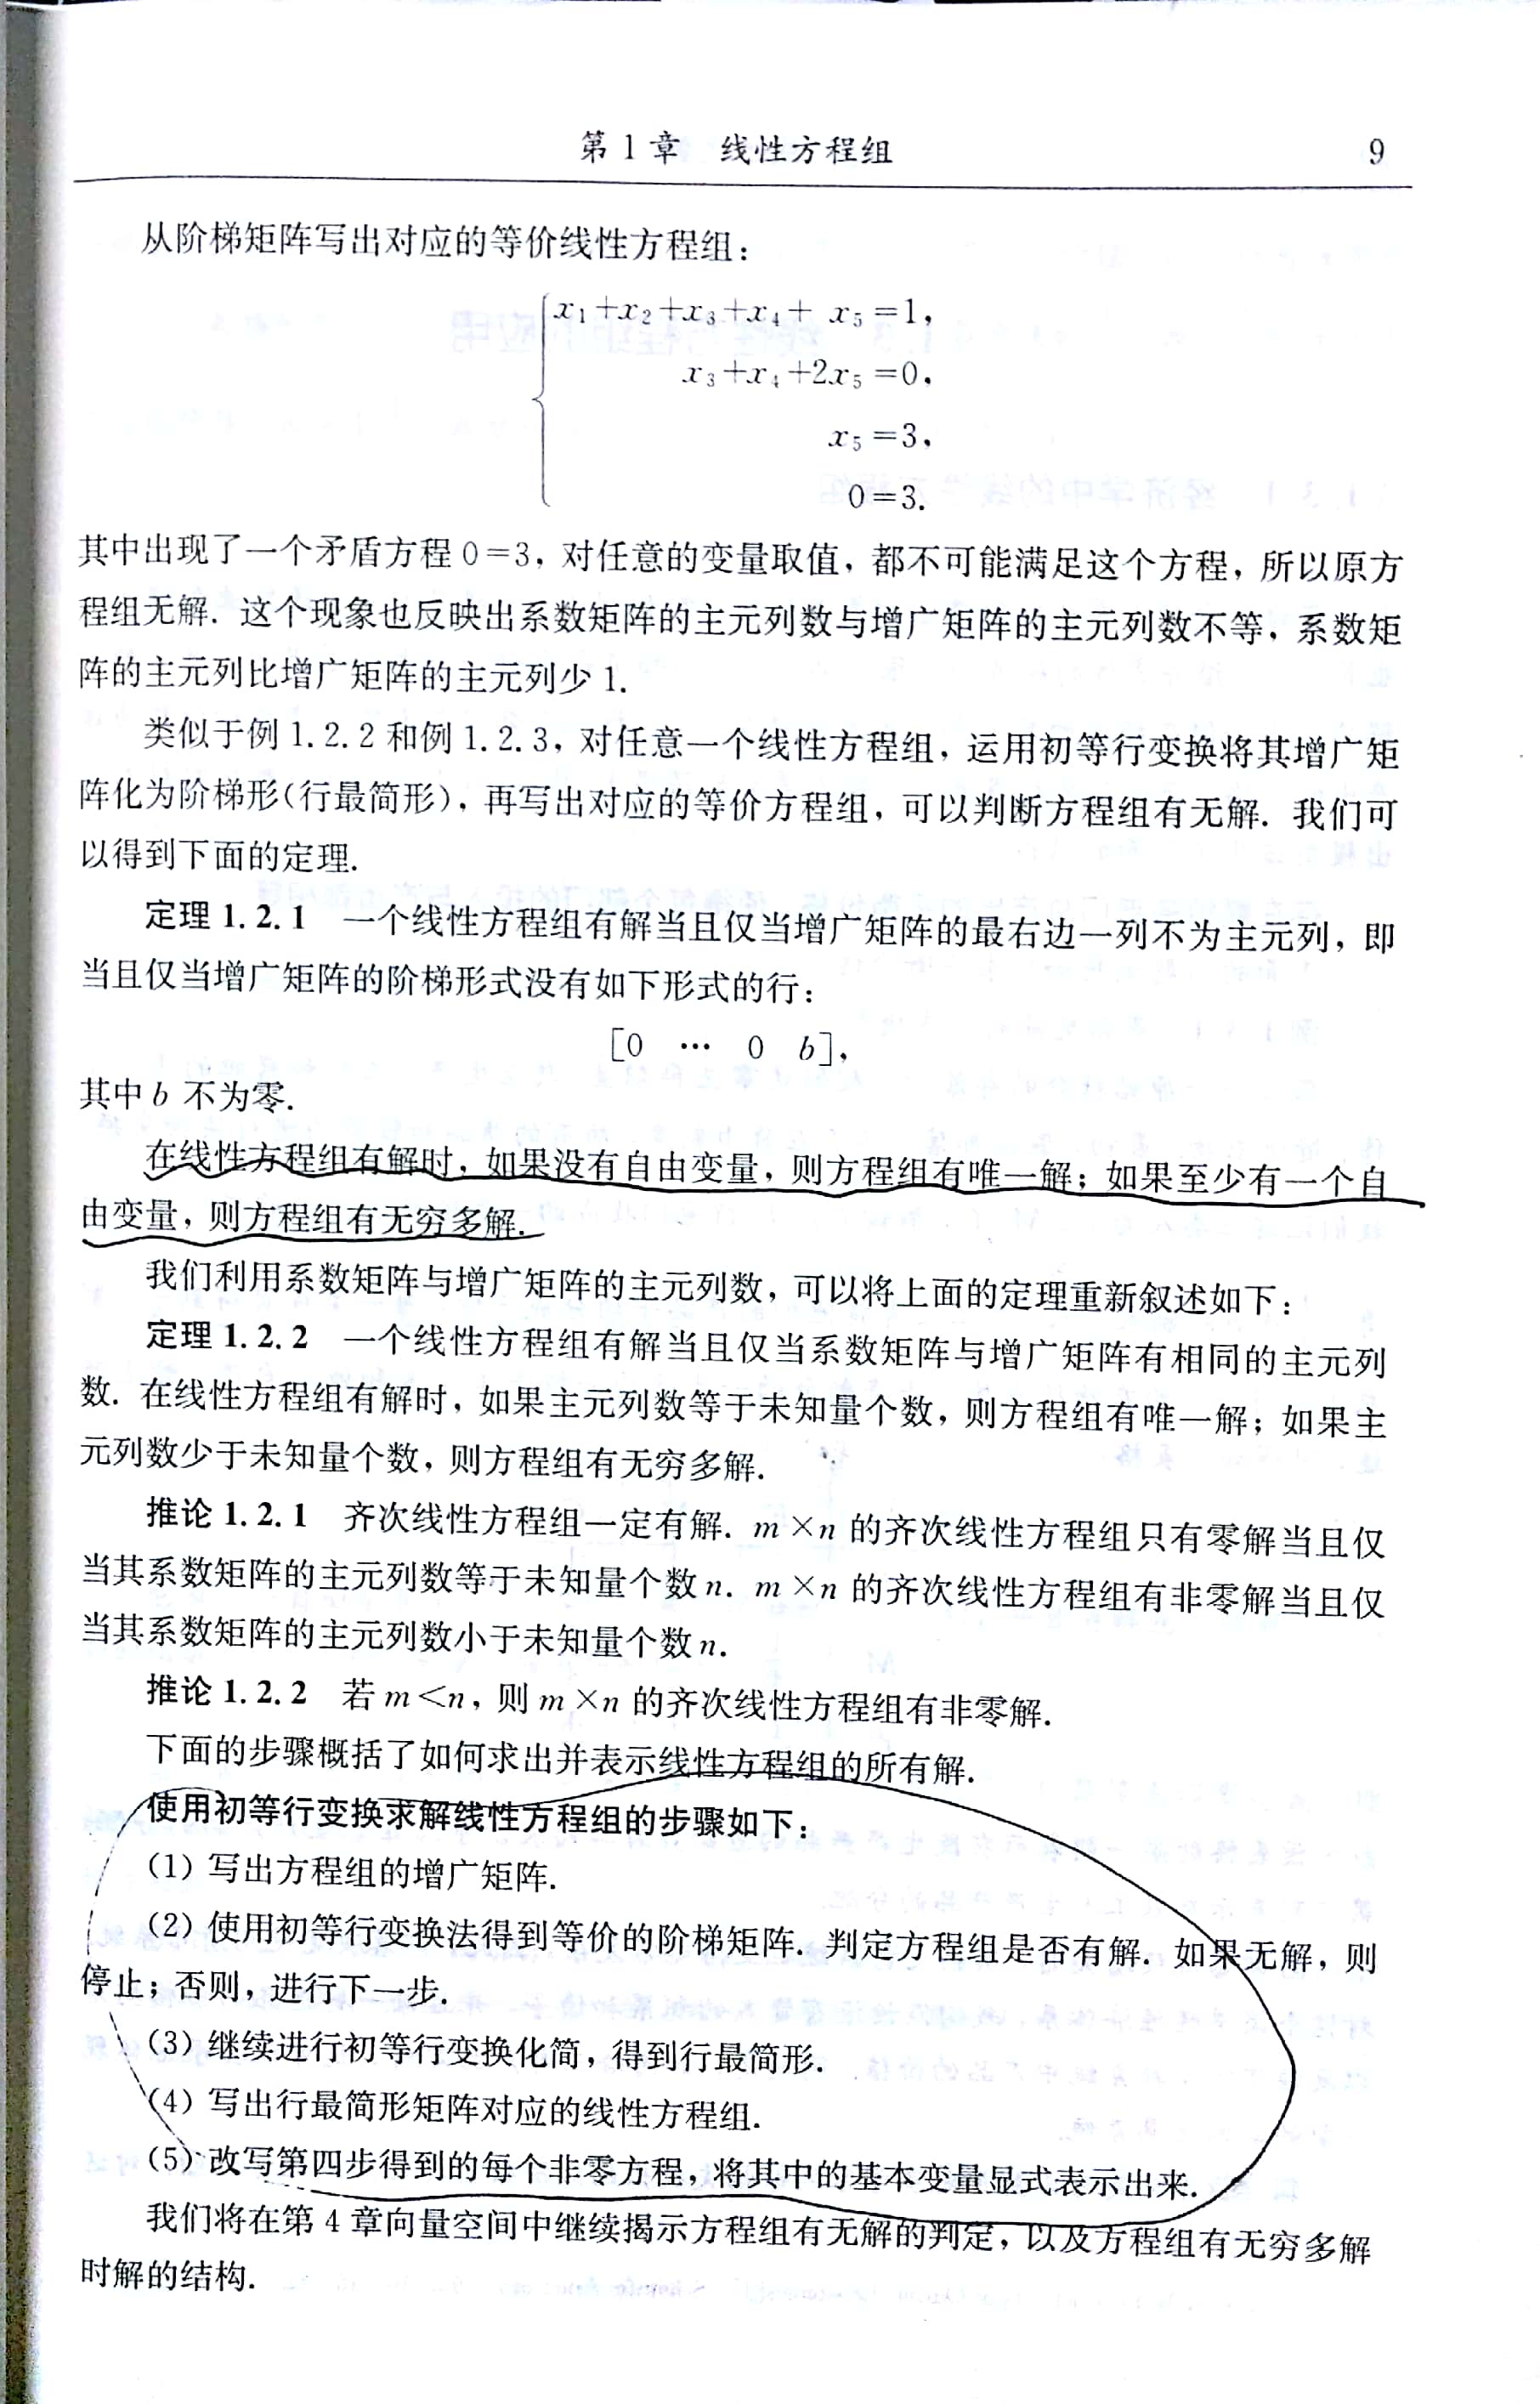 第1章 线性方程组 9
从阶梯矩阵写出对应的等价线性方程组：
x₁+x₂+x₃+x₄+ x₅=1,
x₃+x₄+2x₅=0,
x₅=3,
0=3.
其中出现了一个矛盾方程0=3，对任意的变量取值，都不可能满足这个方程，所以原方
程组无解. 这个现象也反映出系数矩阵的主元列数与增广矩阵的主元列数不等，系数矩
阵的主元列比增广矩阵的主元列少1.
类似于例1.2.2和例1.2.3，对任意一个线性方程组，运用初等行变换将其增广矩
阵化为阶梯形(行最简形)，再写出对应的等价方程组，可以判断方程组有无解. 我们可
以得到下面的定理.
定理1.2.1 一个线性方程组有解当且仅当增广矩阵的最右边一列不为主元列，即
当且仅当增广矩阵的阶梯形式没有如下形式的行：
[0 … 0 b],
其中b不为零.
在线性方程组有解时，如果没有自由变量，则方程组有唯一解；如果至少有一个自
由变量，则方程组有无穷多解.
我们利用系数矩阵与增广矩阵的主元列数，可以将上面的定理重新叙述如下：
定理1.2.2 一个线性方程组有解当且仅当系数矩阵与增广矩阵有相同的主元列
数. 在线性方程组有解时，如果主元列数等于未知量个数，则方程组有唯一解；如果主
元列数少于未知量个数，则方程组有无穷多解.
推论1.2.1 齐次线性方程组一定有解. m×n的齐次线性方程组只有零解当且仅
当其系数矩阵的主元列数等于未知量个数n. m×n的齐次线性方程组有非零解当且仅
当其系数矩阵的主元列数小于未知量个数n.
推论1.2.2 若m<n，则m×n的齐次线性方程组有非零解.
下面的步骤概括了如何求出并表示线性方程组的所有解.
使用初等行变换求解线性方程组的步骤如下：
(1) 写出方程组的增广矩阵.
(2) 使用初等行变换法得到等价的阶梯矩阵. 判定方程组是否有解. 如果无解，则
停止；否则，进行下一步.
(3) 继续进行初等行变换化简，得到行最简形.
(4) 写出行最简形矩阵对应的线性方程组.
(5) 改写第四步得到的每个非零方程，将其中的基本变量显式表示出来.
我们将在第4章向量空间中继续揭示方程组有无解的判定，以及方程组有无穷多解
时解的结构.